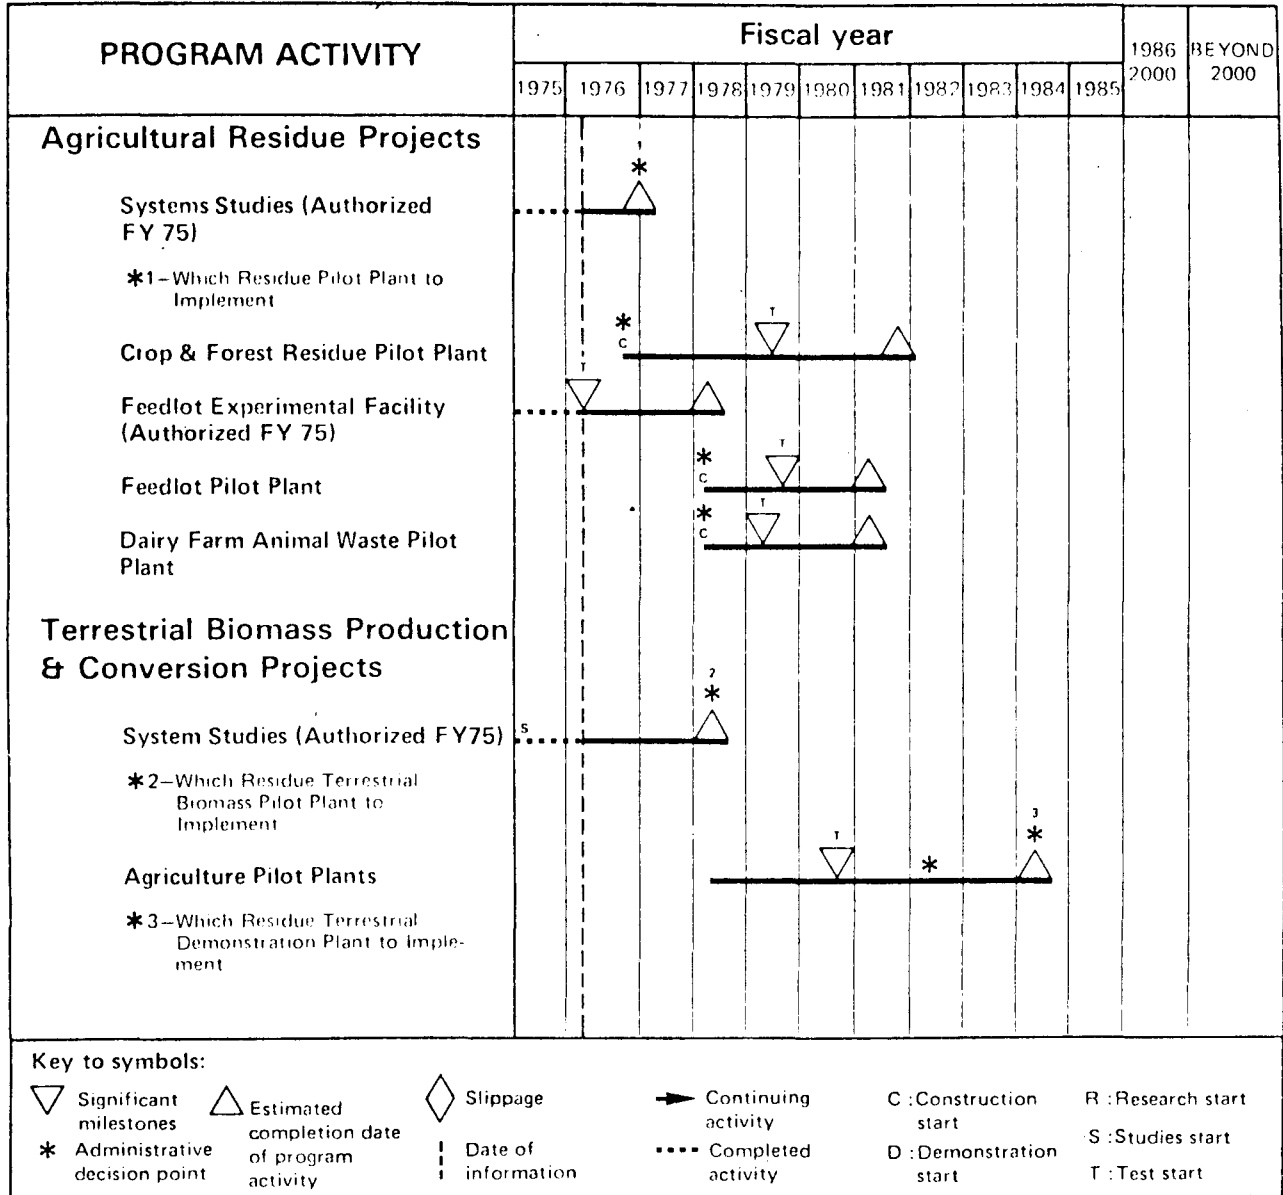 PROGRAM ACTIVITY
Fiscal year
1975 1976 1977 1978 1979 1980 1981 1982 1983 1984 1985
1986
2000
BEYOND
2000
Agricultural Residue Projects
1
*
Systems Studies (Authorized
FY 75)
*1–Which Residue Pilot Plant to
Implement
T
*
C
Crop & Forest Residue Pilot Plant
Feedlot Experimental Facility
(Authorized FY 75)
T
*
C
Feedlot Pilot Plant
T
*
C
Dairy Farm Animal Waste Pilot
Plant
Terrestrial Biomass Production
& Conversion Projects
2
*
S
System Studies (Authorized FY75)
*2–Which Residue Terrestrial
Biomass Pilot Plant to
Implement
3
T * *
Agriculture Pilot Plants
*3–Which Residue Terrestrial
Demonstration Plant to Imple-
ment
Key to symbols:
Significant
milestones
* Administrative
decision point
Estimated
completion date
of program
activity
Slippage
Date of
information
Continuing
activity
Completed
activity
C :Construction
start
D :Demonstration
start
R :Research start
S :Studies start
T :Test start